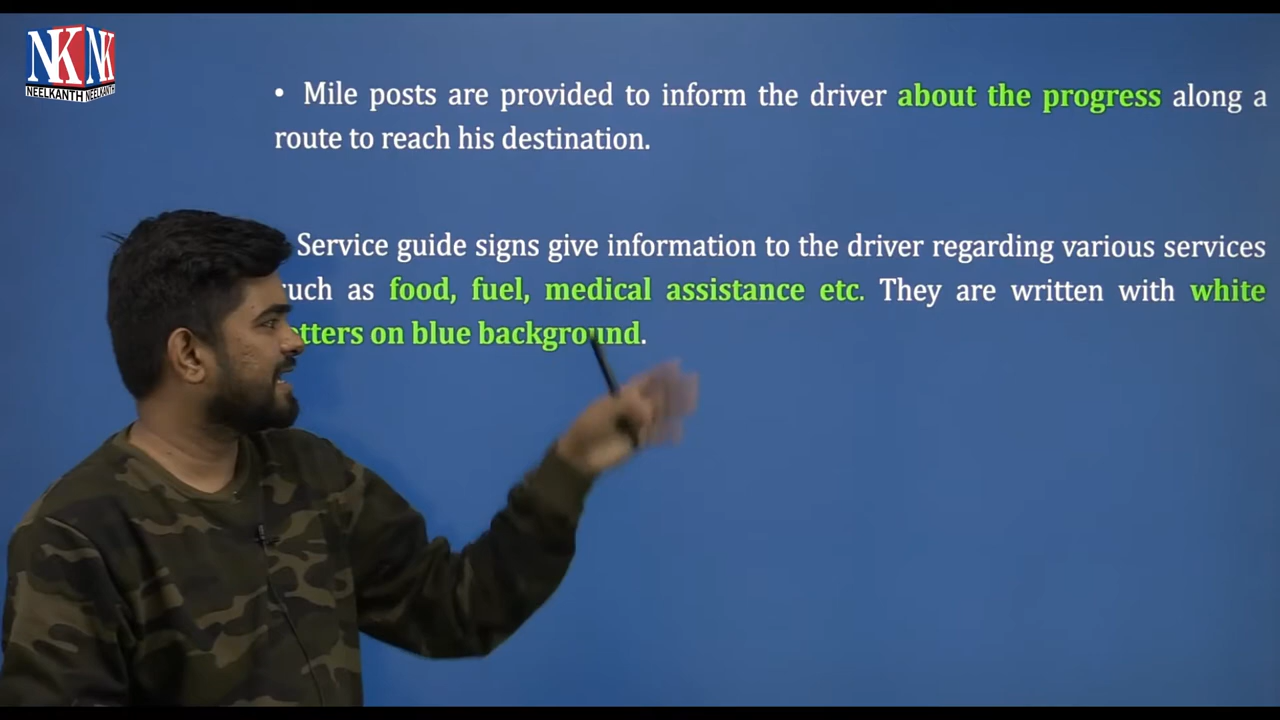 NK NK
NEELKANTH NEELKANTH
• Mile posts are provided to inform the driver about the progress along a
route to reach his destination.
Service guide signs give information to the driver regarding various services
as food, fuel, medical assistance etc. They are written with white
on blue background.